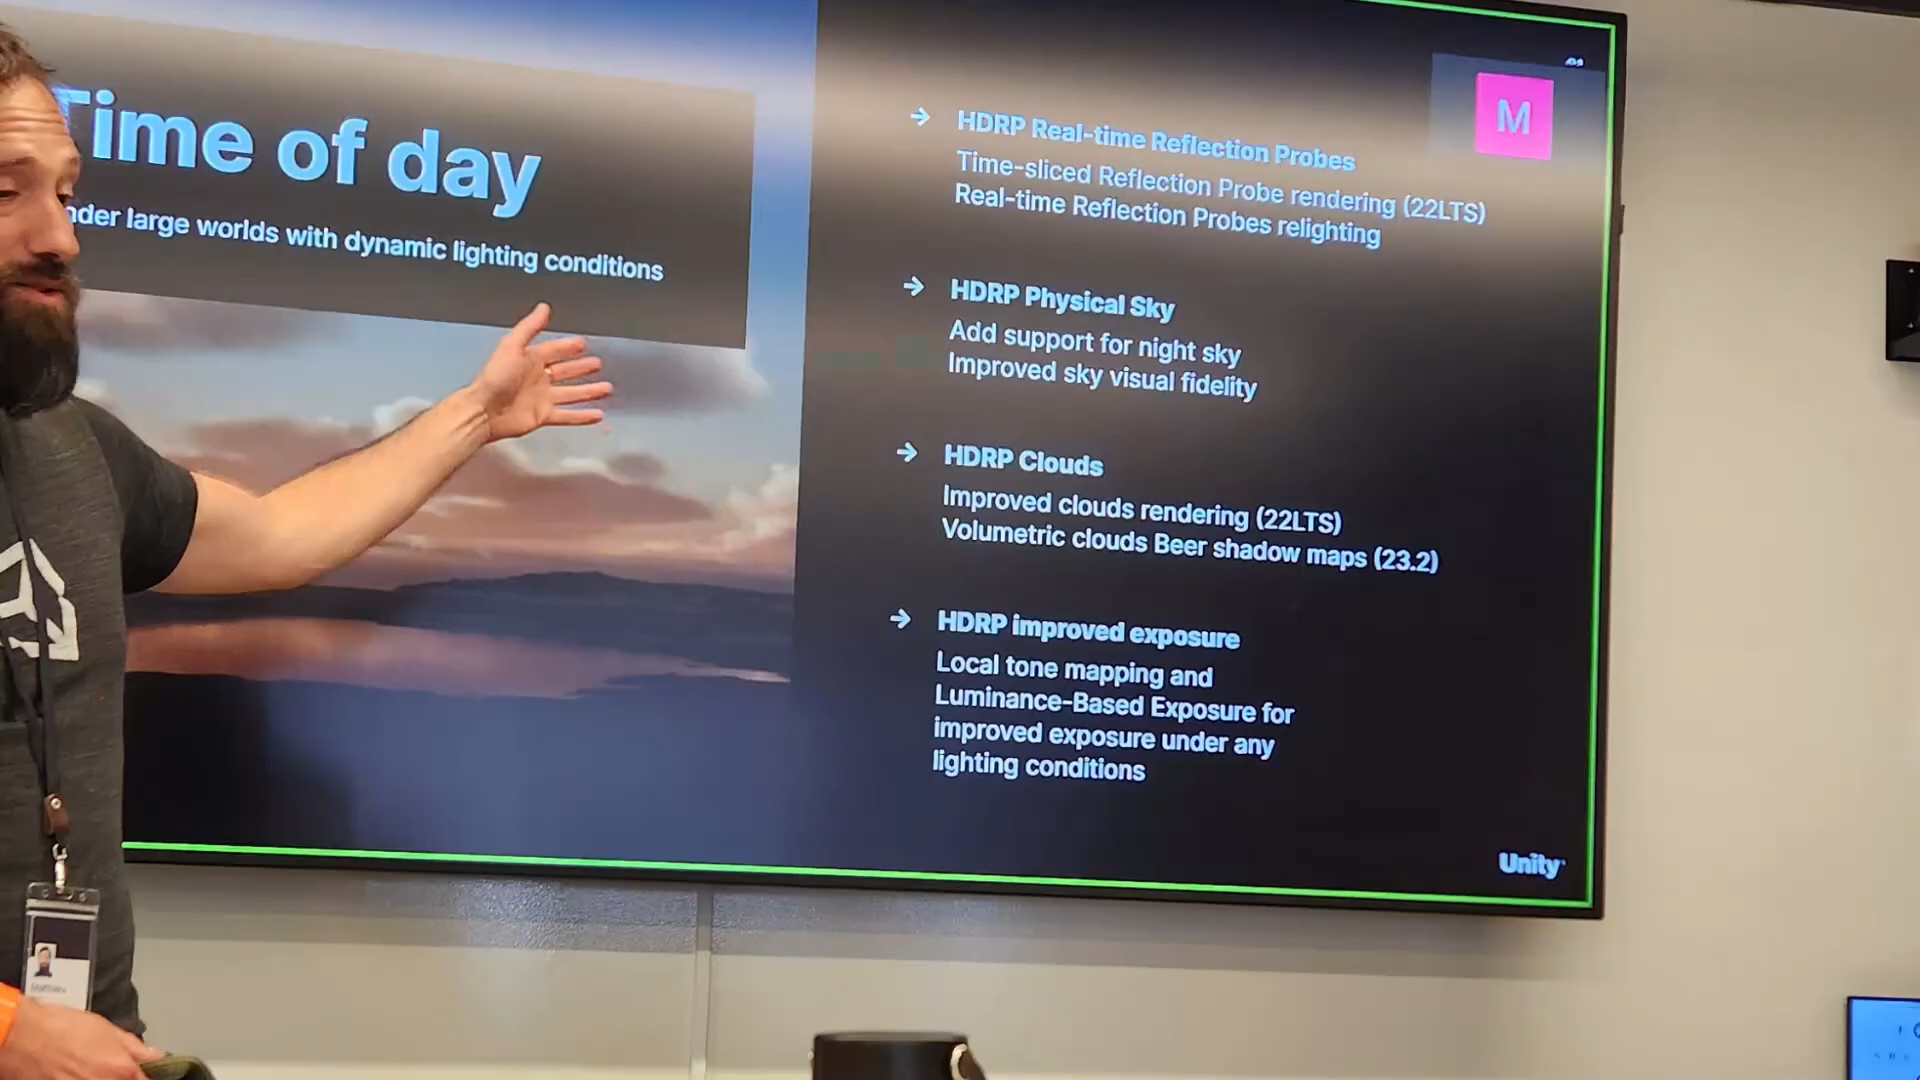 Time of day
nder large worlds with dynamic lighting conditions
M
→ HDRP Real-time Reflection Probes
Time-sliced Reflection Probe rendering (22LTS)
Real-time Reflection Probes relighting
→ HDRP Physical Sky
Add support for night sky
Improved sky visual fidelity
→ HDRP Clouds
Improved clouds rendering (22LTS)
Volumetric clouds Beer shadow maps (23.2)
→ HDRP improved exposure
Local tone mapping and
Luminance-Based Exposure for
improved exposure under any
lighting conditions
Unity